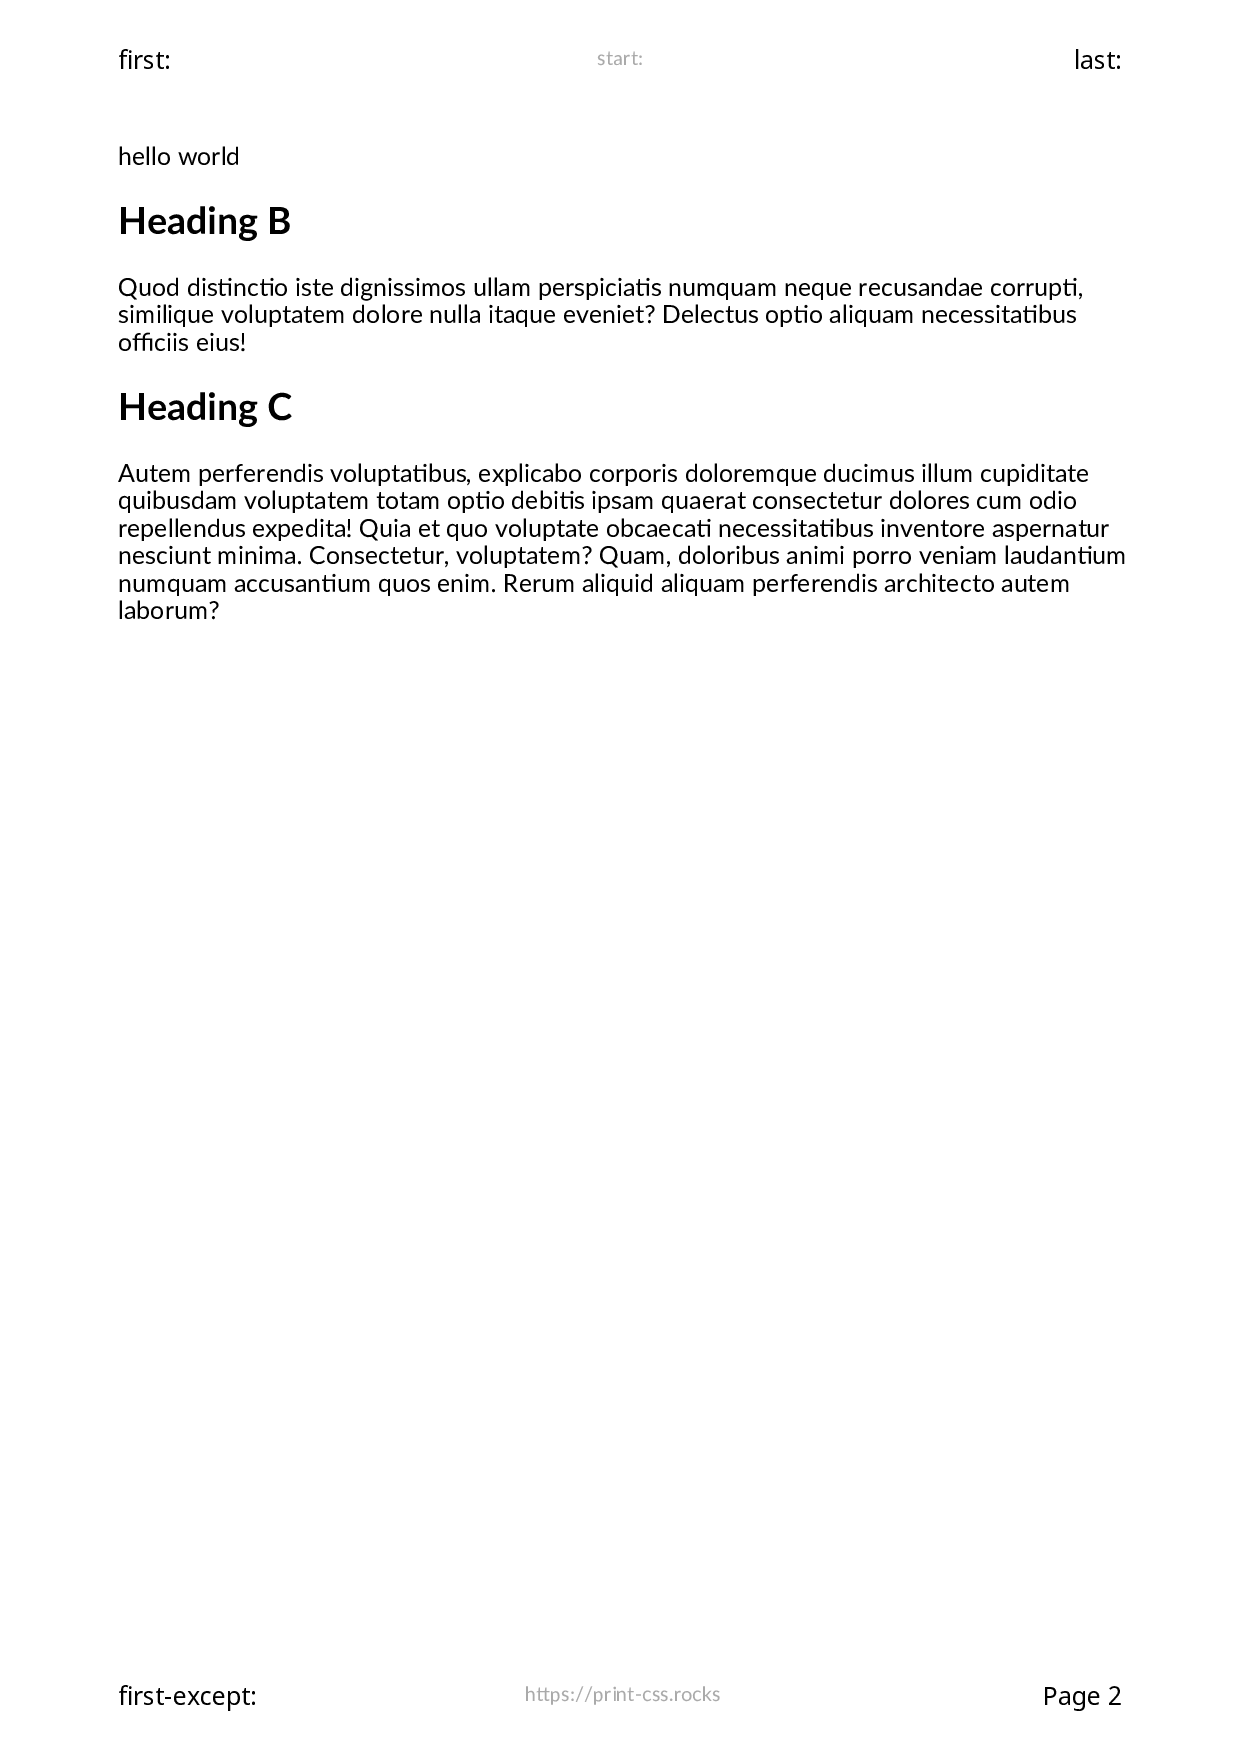 first:
start:
last:
hello world
Heading B
Quod distinctio iste dignissimos ullam perspiciatis numquam neque recusandae corrupti,
similique voluptatem dolore nulla itaque eveniet? Delectus optio aliquam necessitatibus
officiis eius!
Heading C
Autem perferendis voluptatibus, explicabo corporis doloremque ducimus illum cupiditate
quibusdam voluptatem totam optio debitis ipsam quaerat consectetur dolores cum odio
repellendus expedita! Quia et quo voluptate obcaecati necessitatibus inventore aspernatur
nesciunt minima. Consectetur, voluptatem? Quam, doloribus animi porro veniam laudantium
numquam accusantium quos enim. Rerum aliquid aliquam perferendis architecto autem
laborum?
first-except:
https://print-css.rocks
Page 2